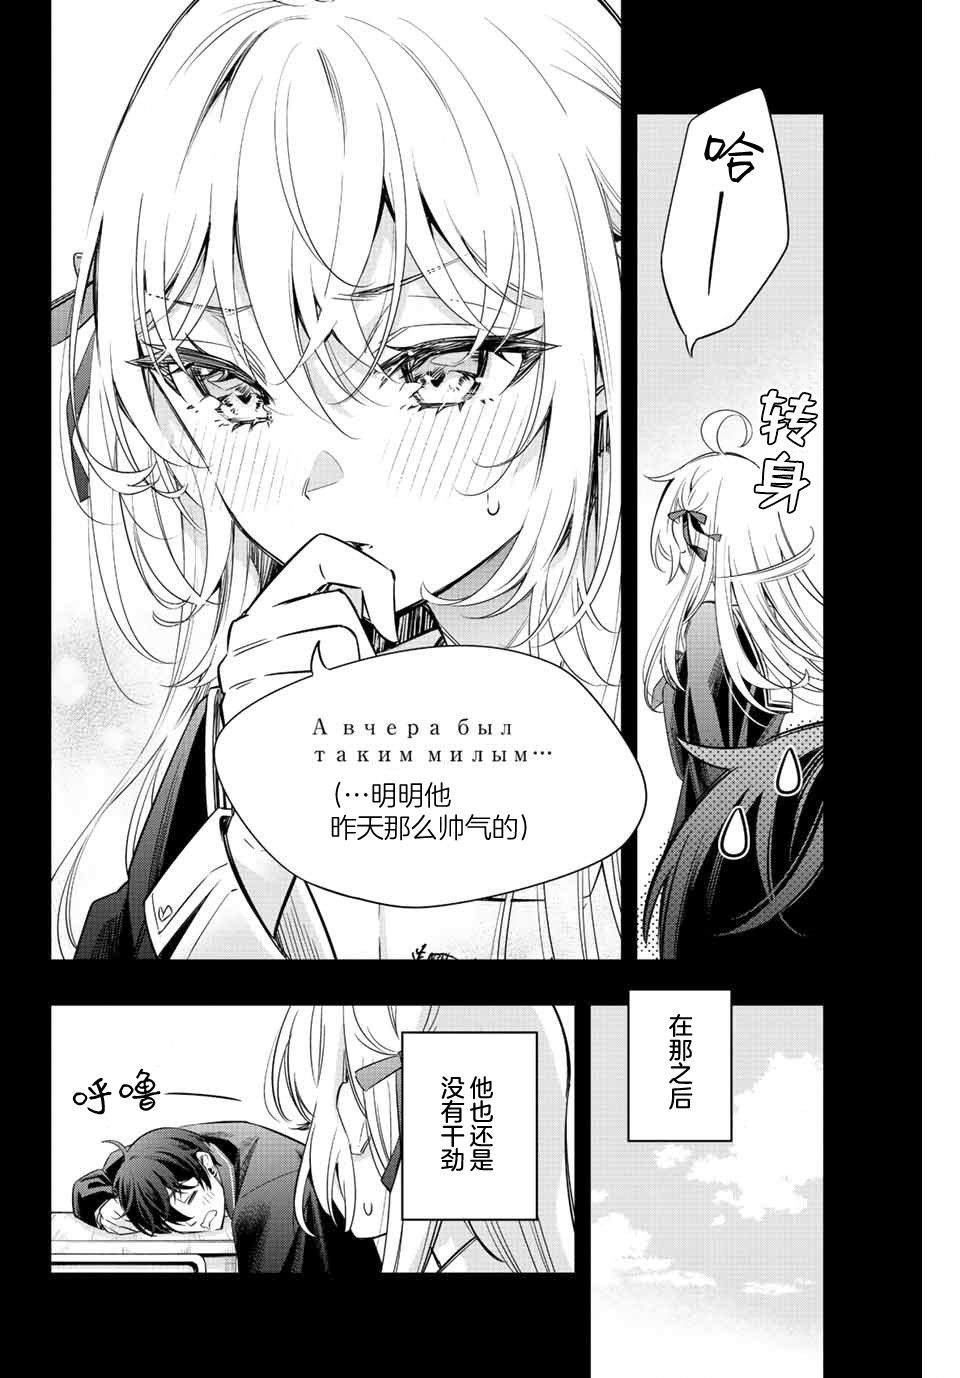 哈—
转身
А вчера был
таким милым…
(…明明他
昨天那么帅气的)
在那之后
他也还是
没有干劲
呼噜—